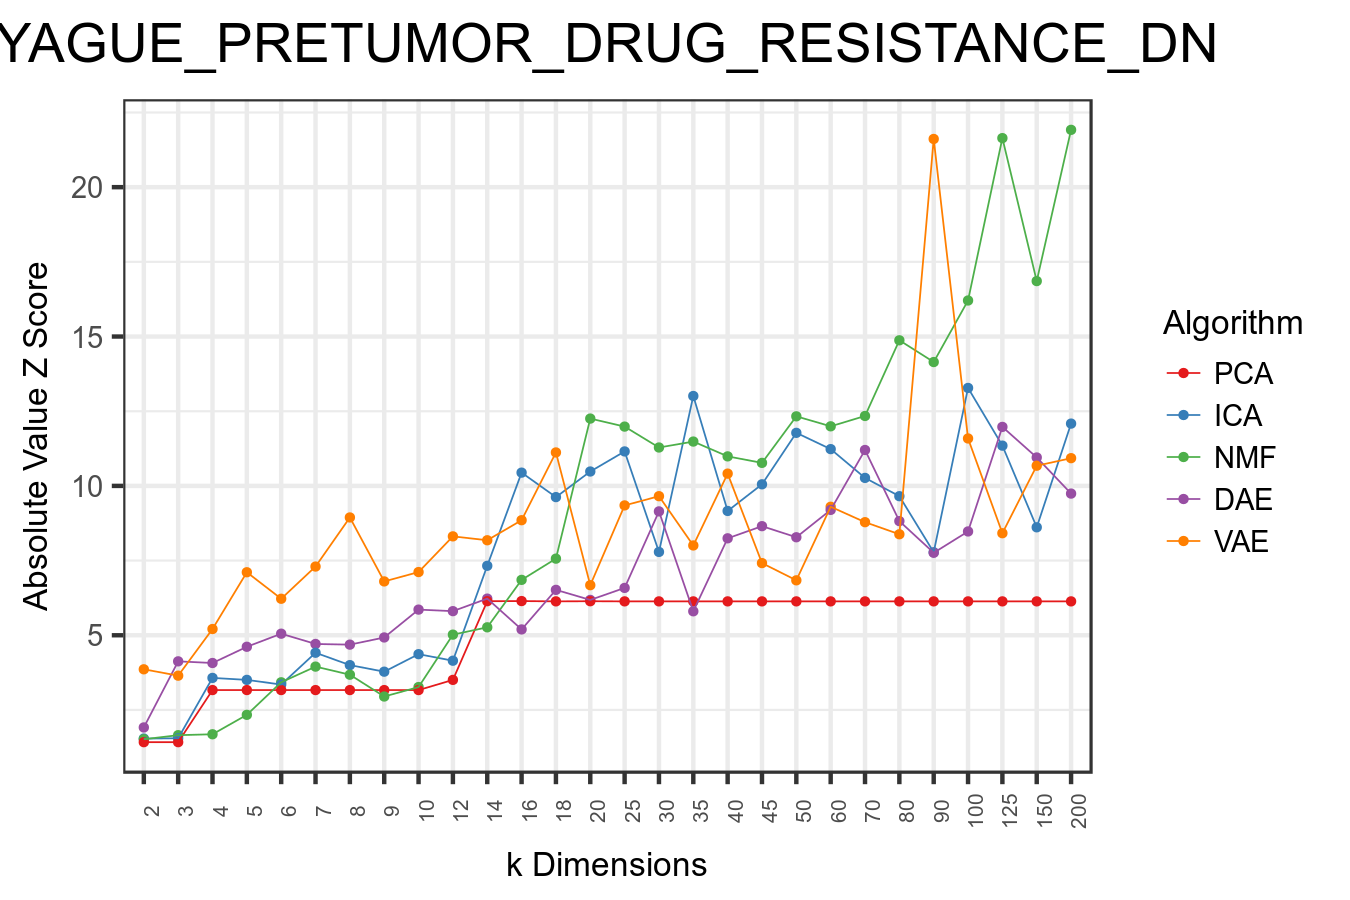 YAGUE_PRETUMOR_DRUG_RESISTANCE_DN
20
15
10
5
Absolute Value Z Score
2 3 4 5 6 7 8 9 10 12 14 16 18 20 25 30 35 40 45 50 60 70 80 90 100 125 150 200
k Dimensions
Algorithm
PCA
ICA
NMF
DAE
VAE